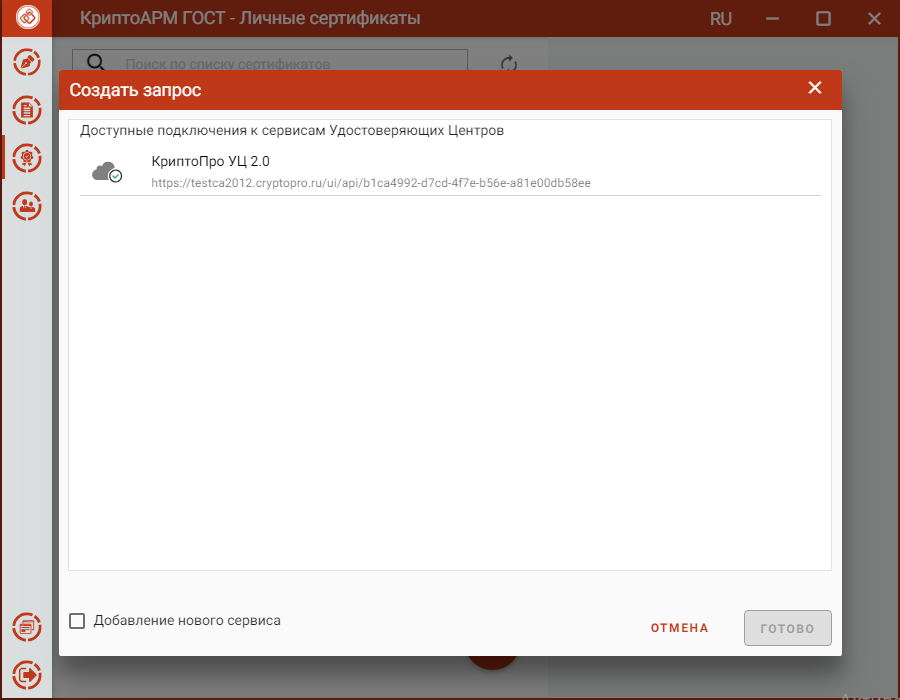 КриптоАРМ ГОСТ - Личные сертификаты
RU
Поиск по списку сертификатов
Создать запрос
Доступные подключения к сервисам Удостоверяющих Центров
КриптоПро УЦ 2.0
https://testca2012.cryptopro.ru/ui/api/b1ca4992-d7cd-4f7e-b56e-a81e00db58ee
Добавление нового сервиса
ОТМЕНА
ГОТОВО